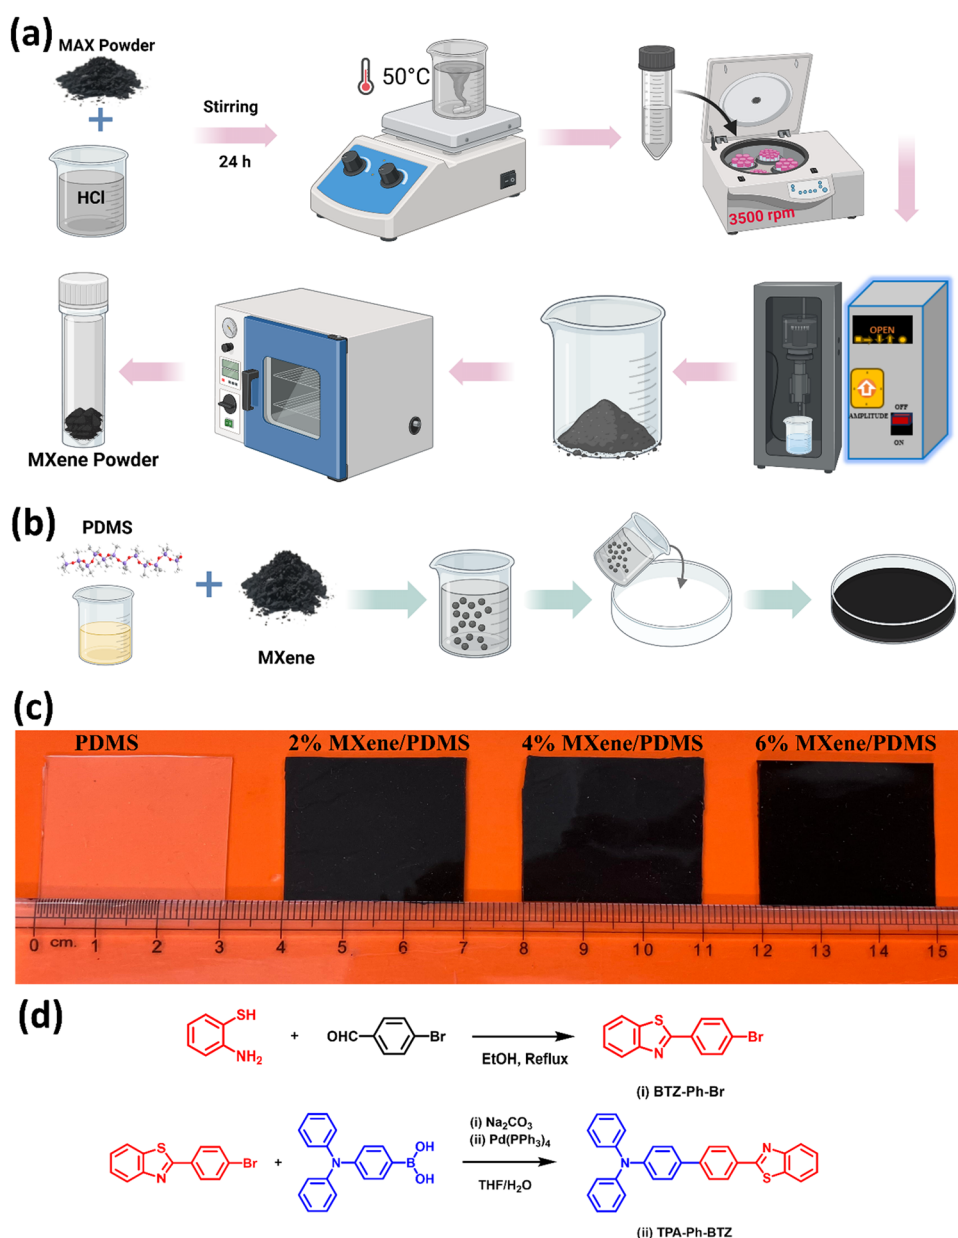 (a)
MAX Powder
+
HCl
Stirring
24 h
50°C
3500 rpm
OPEN
AMPLITUDE
OFF
ON
MXene Powder
(b)
PDMS
+
MXene
(c)
PDMS 2% MXene/PDMS 4% MXene/PDMS 6% MXene/PDMS
0 cm. 1 2 3 4 5 6 7 8 9 10 11 12 13 14 15
(d)
SH
NH₂
+
OHC
Br
EtOH, Reflux
S
N
Br
(i) BTZ-Ph-Br
S
N
Br
+
N
B
OH
OH
(i) Na₂CO₃
(ii) Pd(PPh₃)₄
THF/H₂O
N
N
S
(ii) TPA-Ph-BTZ